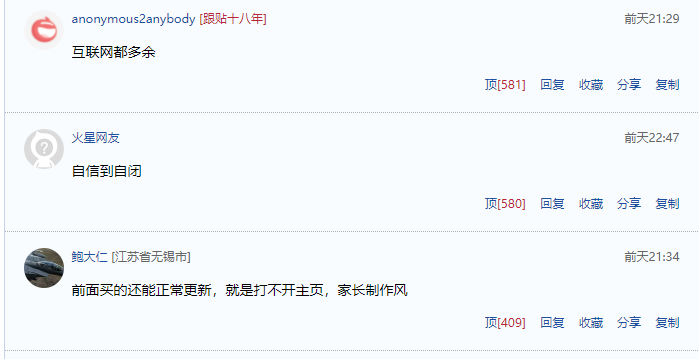 anonymous2anybody [跟贴十八年] 前天21:29
互联网都多余
顶[581] 回复 收藏 分享 复制
火星网友 前天22:47
自信到自闭
顶[580] 回复 收藏 分享 复制
鲍大仁 [江苏省无锡市] 前天21:34
前面买的还能正常更新，就是打不开主页，家长制作风
顶[409] 回复 收藏 分享 复制